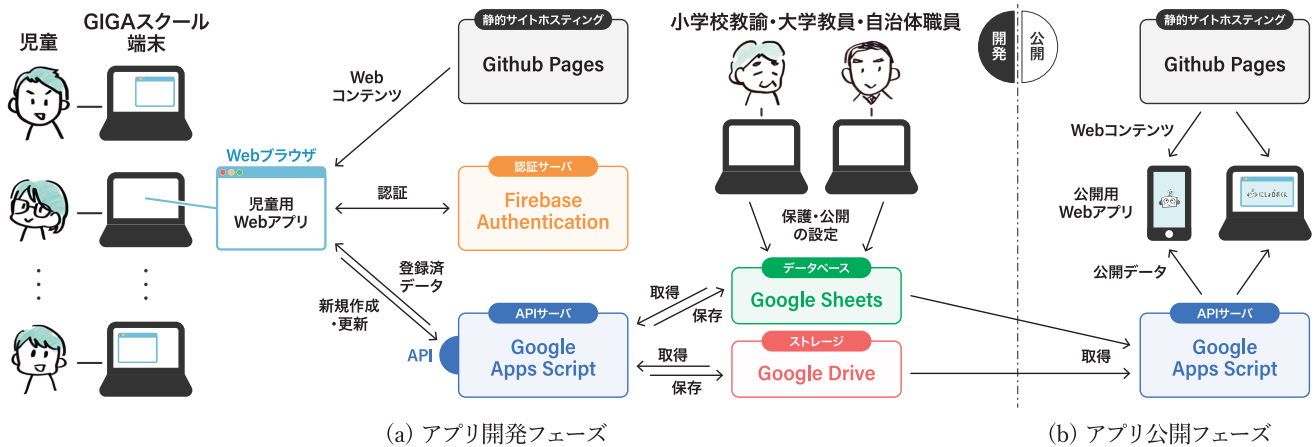 児童
GIGAスクール
端末
Webブラウザ
児童用
Webアプリ
Web
コンテンツ
認証
登録済
データ
新規作成
・更新
API
静的サイトホスティング
Github Pages
認証サーバ
Firebase
Authentication
APIサーバ
Google
Apps Script
取得
保存
取得
保存
小学校教諭・大学教員・自治体職員
保護・公開
の設定
データベース
Google Sheets
ストレージ
Google Drive
(a) アプリ開発フェーズ
開発
公開
静的サイトホスティング
Github Pages
Webコンテンツ
公開用
Webアプリ
公開データ
取得
APIサーバ
Google
Apps Script
(b) アプリ公開フェーズ